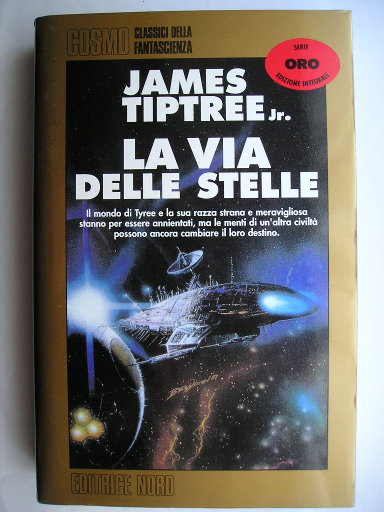 COSMO CLASSICI DELLA
FANTASCIENZA
SERIE
ORO
EDIZIONE INTEGRALE
JAMES
TIPTREE Jr.
LA VIA
DELLE STELLE
Il mondo di Tyree e la sua razza strana e meravigliosa
stanno per essere annientati, ma le menti di un'altra civiltà
possono ancora cambiare il loro destino.
EDITRICE NORD